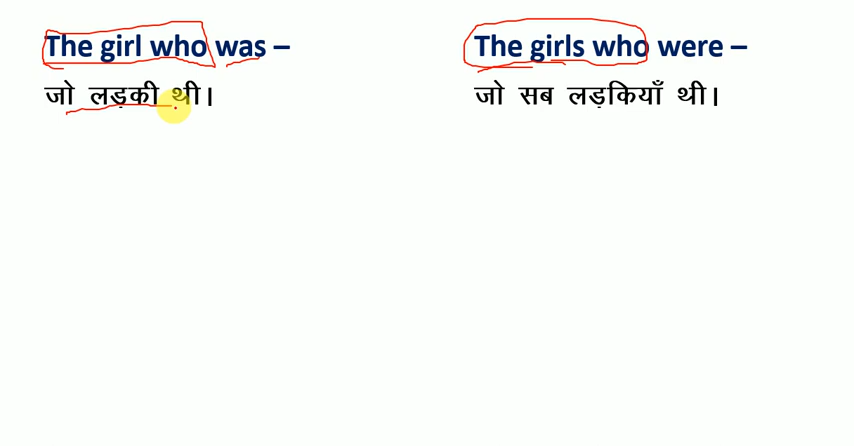 The girl who was –
जो लड़की थी।
The girls who were –
जो सब लड़कियाँ थी।